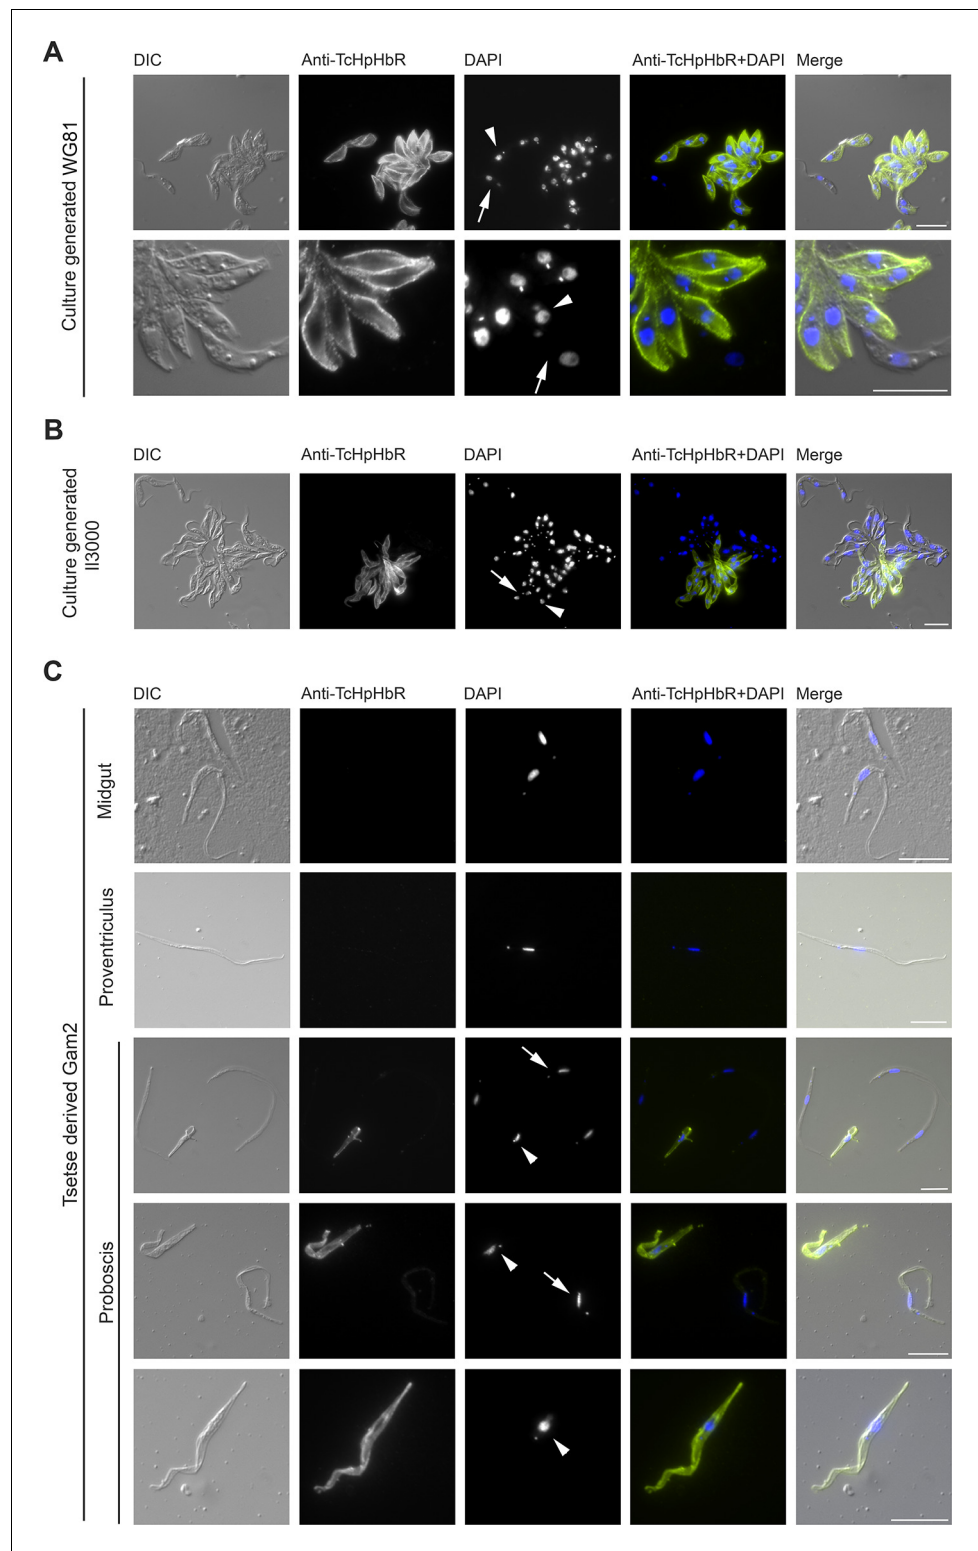 A
DIC Anti-TcHpHbR DAPI Anti-TcHpHbR+DAPI Merge
Culture generated WG81
B
DIC Anti-TcHpHbR DAPI Anti-TcHpHbR+DAPI Merge
Culture generated
Il3000
C
DIC Anti-TcHpHbR DAPI Anti-TcHpHbR+DAPI Merge
Tsetse derived Gam2
Midgut
Proventriculus
Proboscis